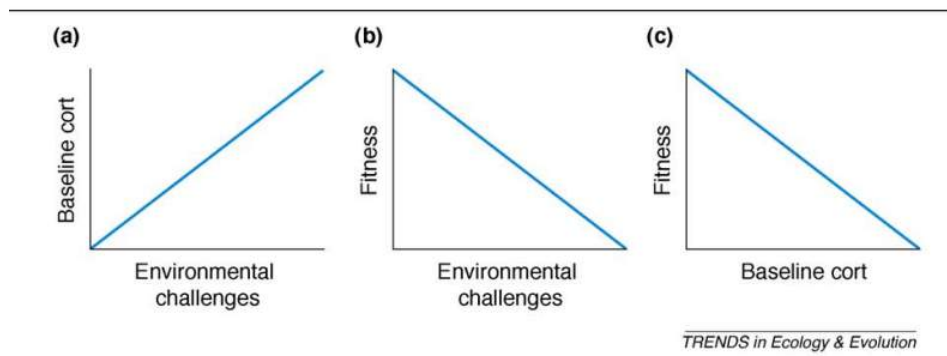 (a)
Baseline cort
Environmental
challenges
(b)
Fitness
Environmental
challenges
(c)
Fitness
Baseline cort
TRENDS in Ecology & Evolution